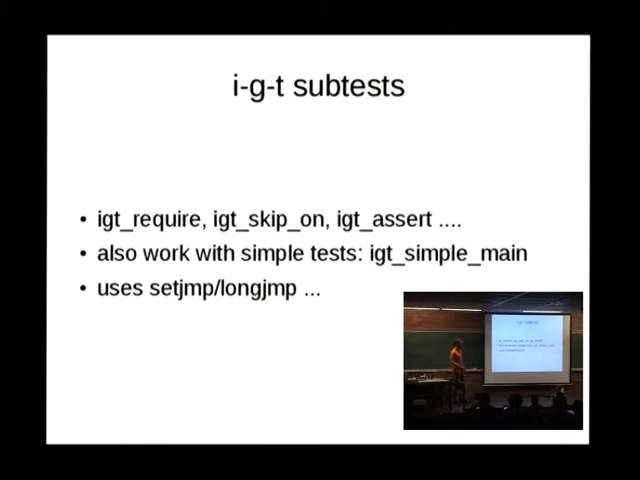 i-g-t subtests
• igt_require, igt_skip_on, igt_assert ....
• also work with simple tests: igt_simple_main
• uses setjmp/longjmp ...